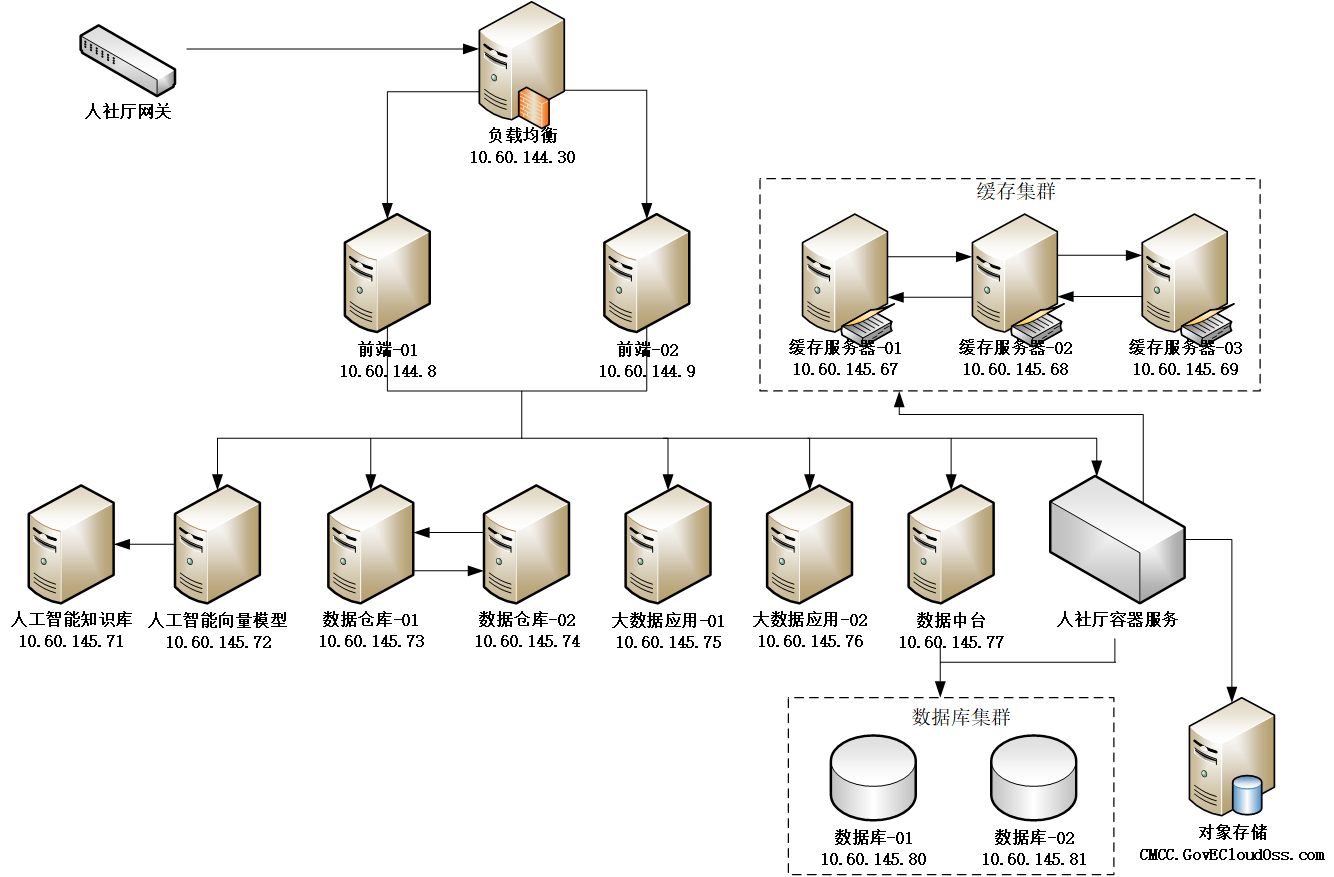 人社厅网关
负载均衡
10.60.144.30
缓存集群
前端-01
10.60.144.8
前端-02
10.60.144.9
缓存服务器-01
10.60.145.67
缓存服务器-02
10.60.145.68
缓存服务器-03
10.60.145.69
人工智能知识库
10.60.145.71
人工智能向量模型
10.60.145.72
数据仓库-01
10.60.145.73
数据仓库-02
10.60.145.74
大数据应用-01
10.60.145.75
大数据应用-02
10.60.145.76
数据中台
10.60.145.77
人社厅容器服务
数据库集群
数据库-01
10.60.145.80
数据库-02
10.60.145.81
对象存储
CMCC.GovECloudOss.com